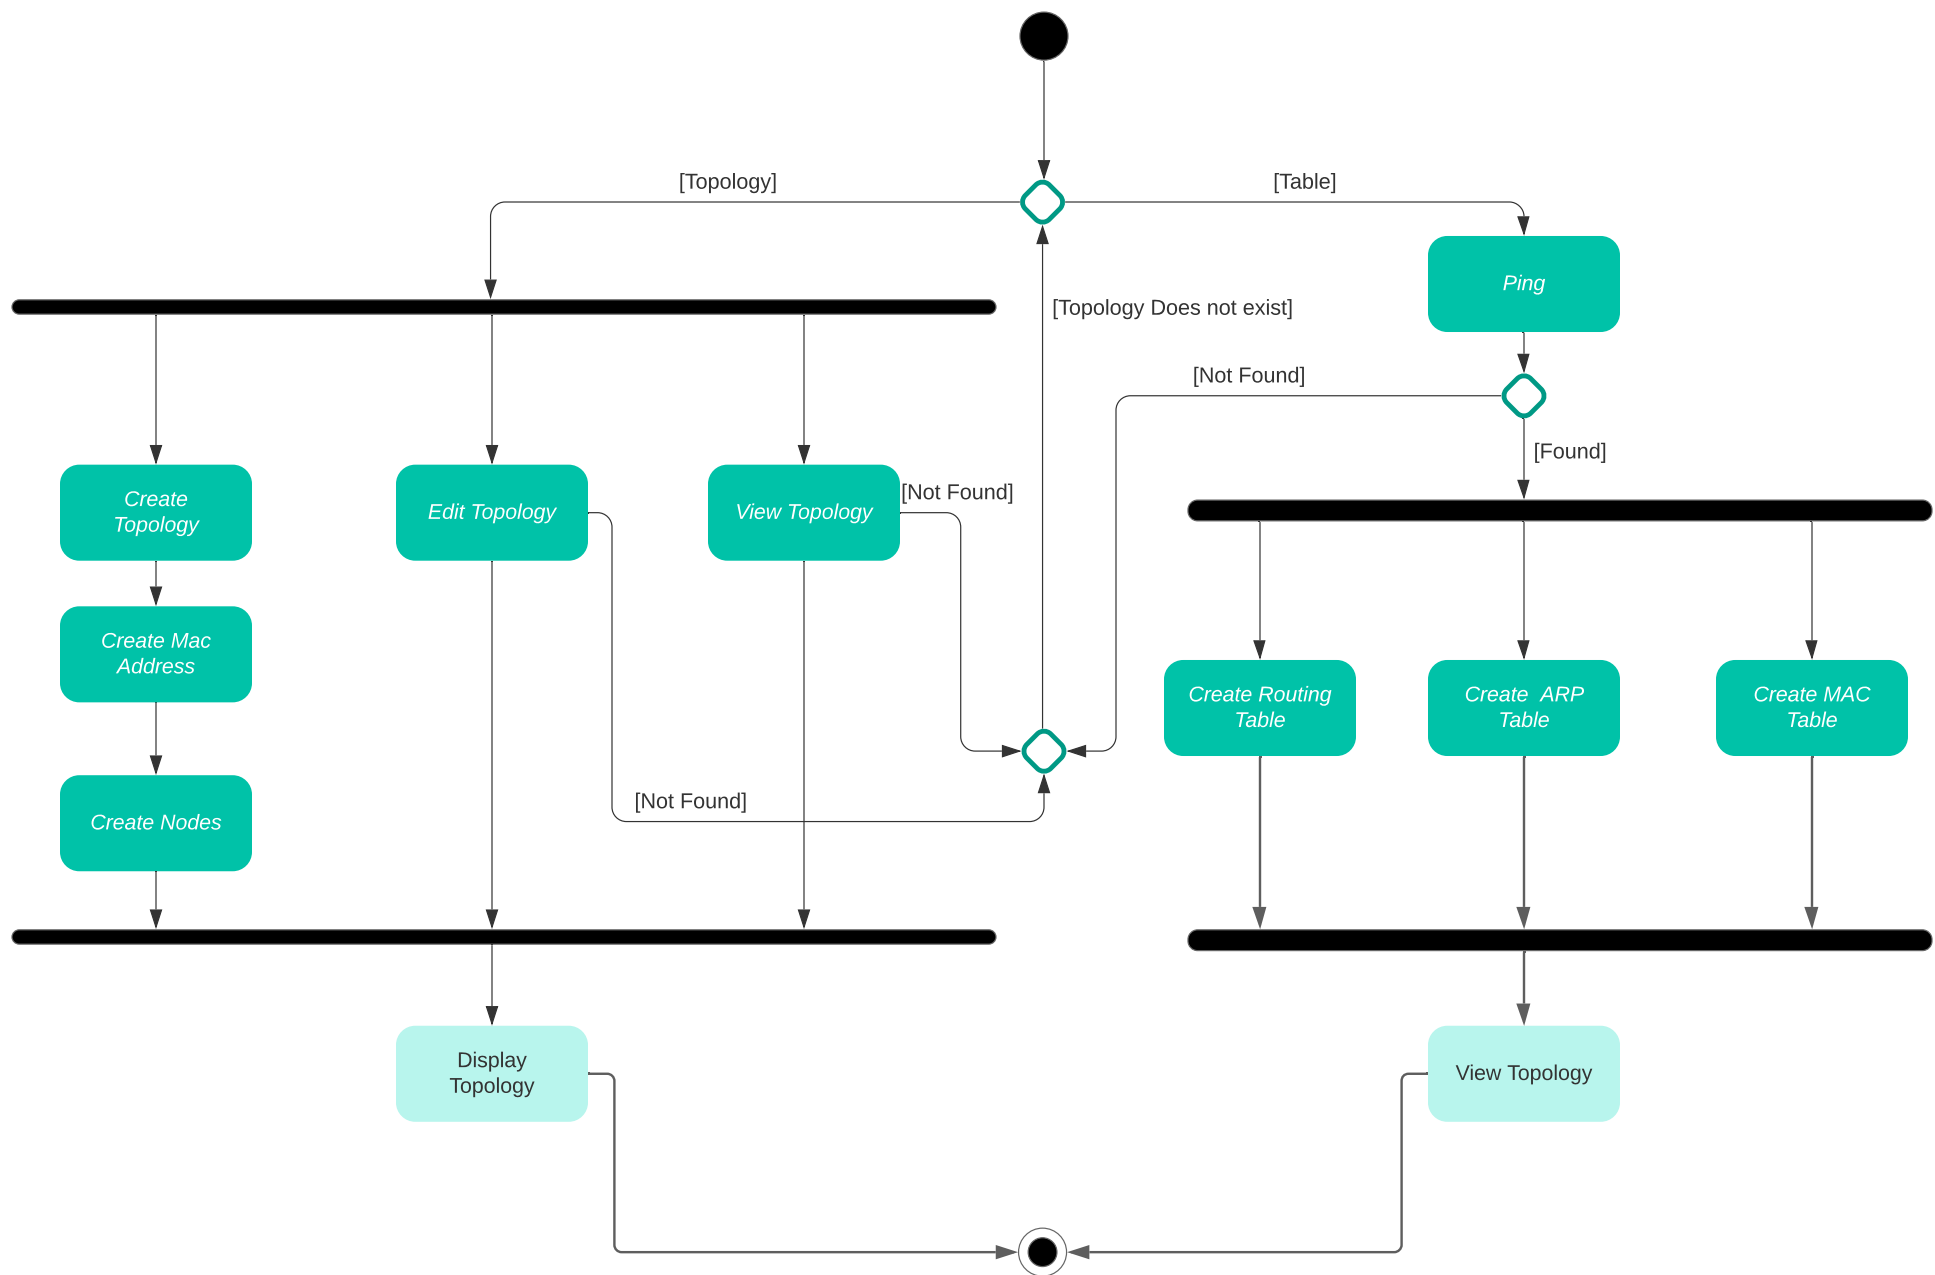 [Topology]
[Table]
Ping
[Topology Does not exist]
[Not Found]
[Found]
Create
Topology
Edit Topology
View Topology
[Not Found]
Create Mac
Address
Create Routing
Table
Create  ARP
Table
Create MAC
Table
Create Nodes
[Not Found]
Display
Topology
View Topology